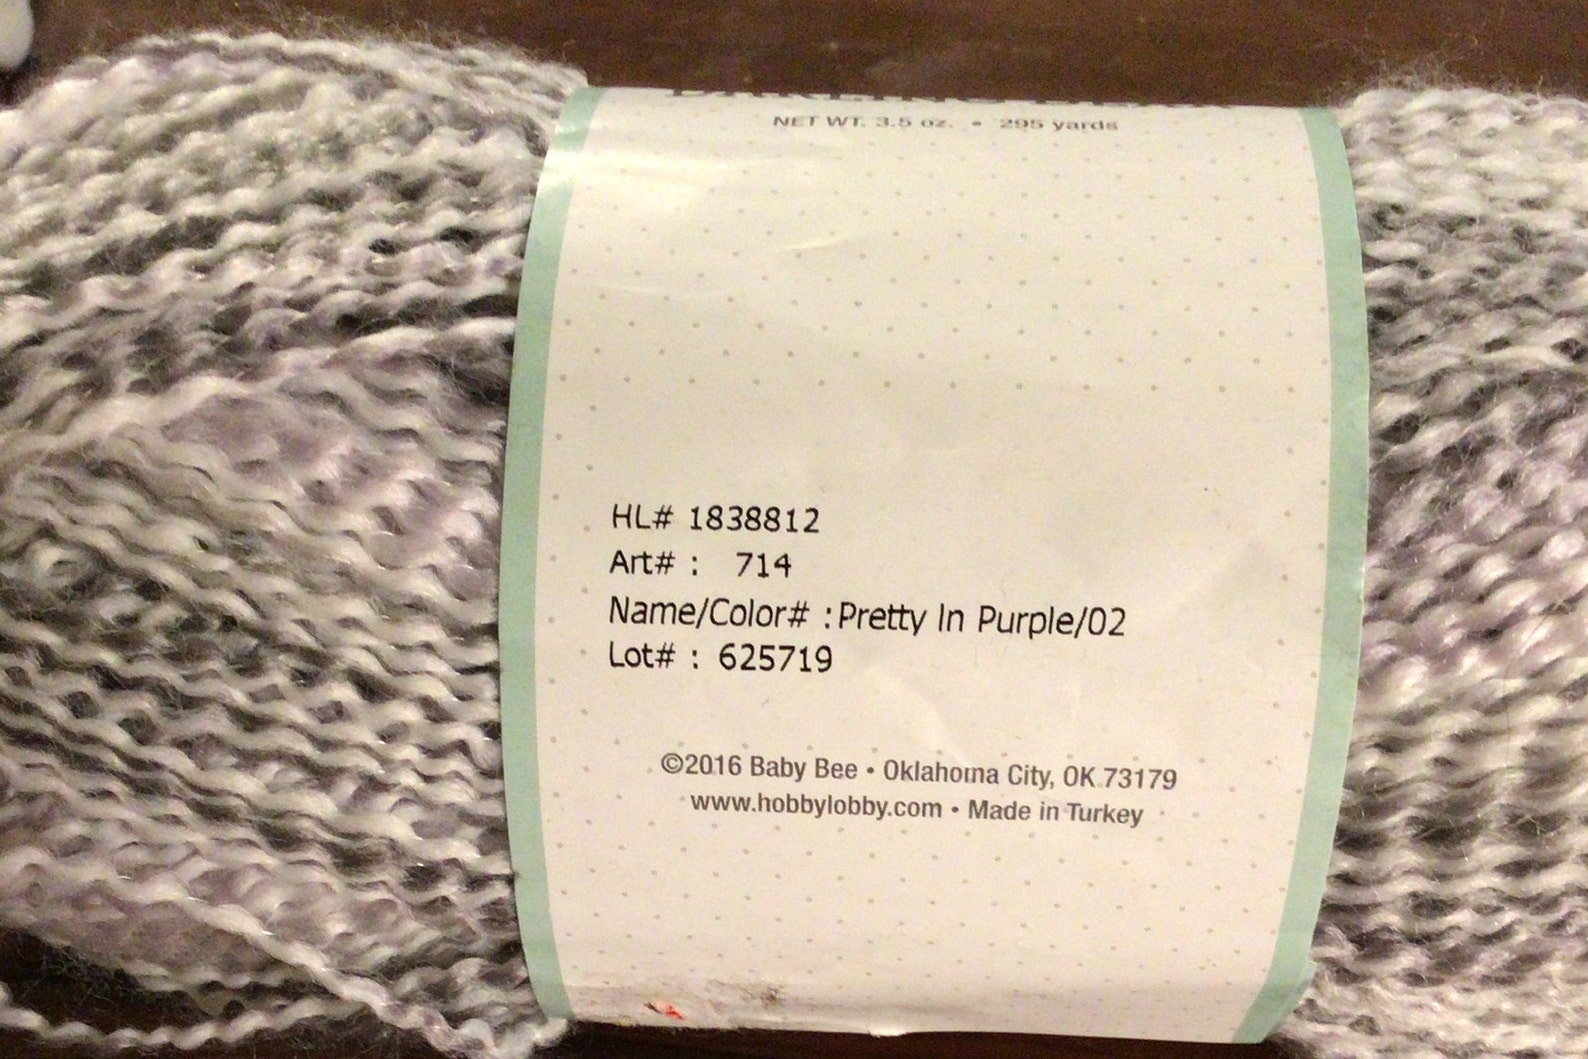 NET WT. 3.5 oz. • 295 yards
HL# 1838812
Art# : 714
Name/Color# :Pretty In Purple/02
Lot# : 625719
©2016 Baby Bee • Oklahoma City, OK 73179
www.hobbylobby.com • Made in Turkey